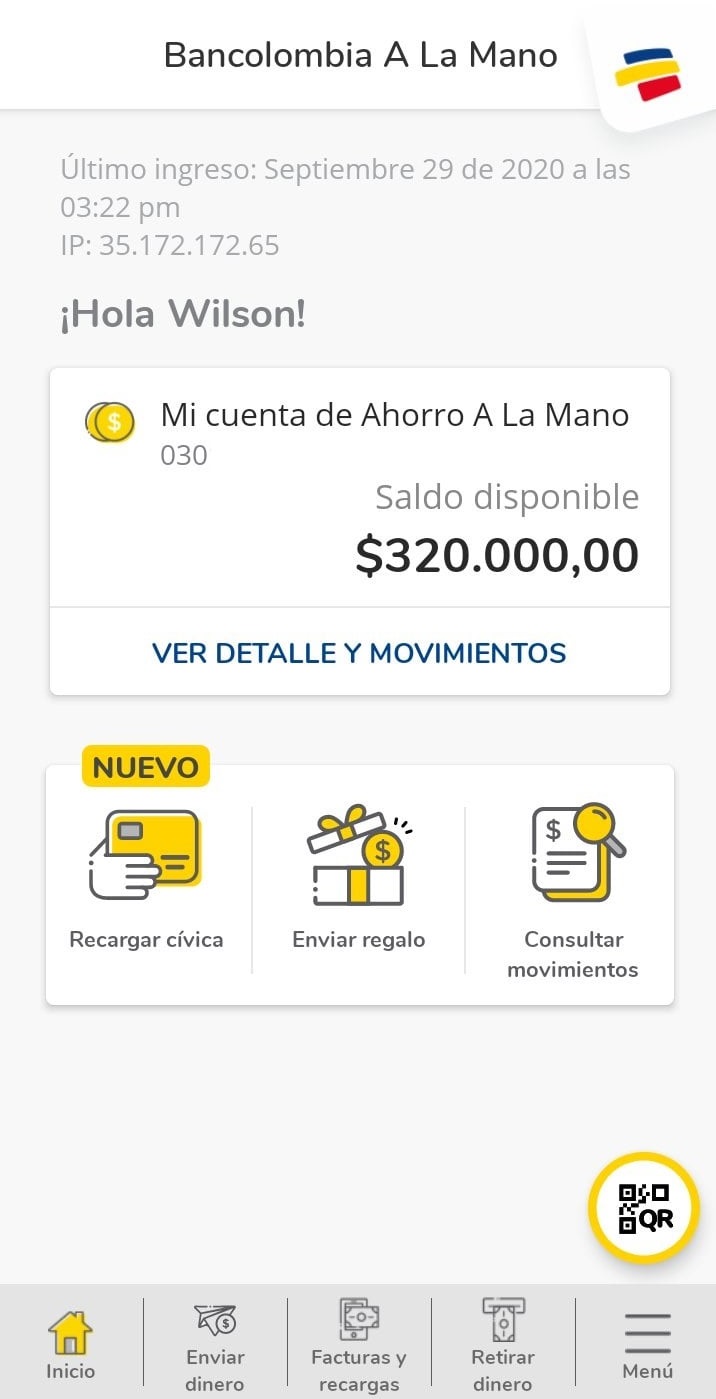 Bancolombia A La Mano
Último ingreso: Septiembre 29 de 2020 a las
03:22 pm
IP: 35.172.172.65
¡Hola Wilson!
$
Mi cuenta de Ahorro A La Mano
030
Saldo disponible
$320.000,00
VER DETALLE Y MOVIMIENTOS
NUEVO
$
$
Recargar cívica
Enviar regalo
Consultar
movimientos
QR
$
Inicio
Enviar
dinero
Facturas y
recargas
Retirar
dinero
Menú